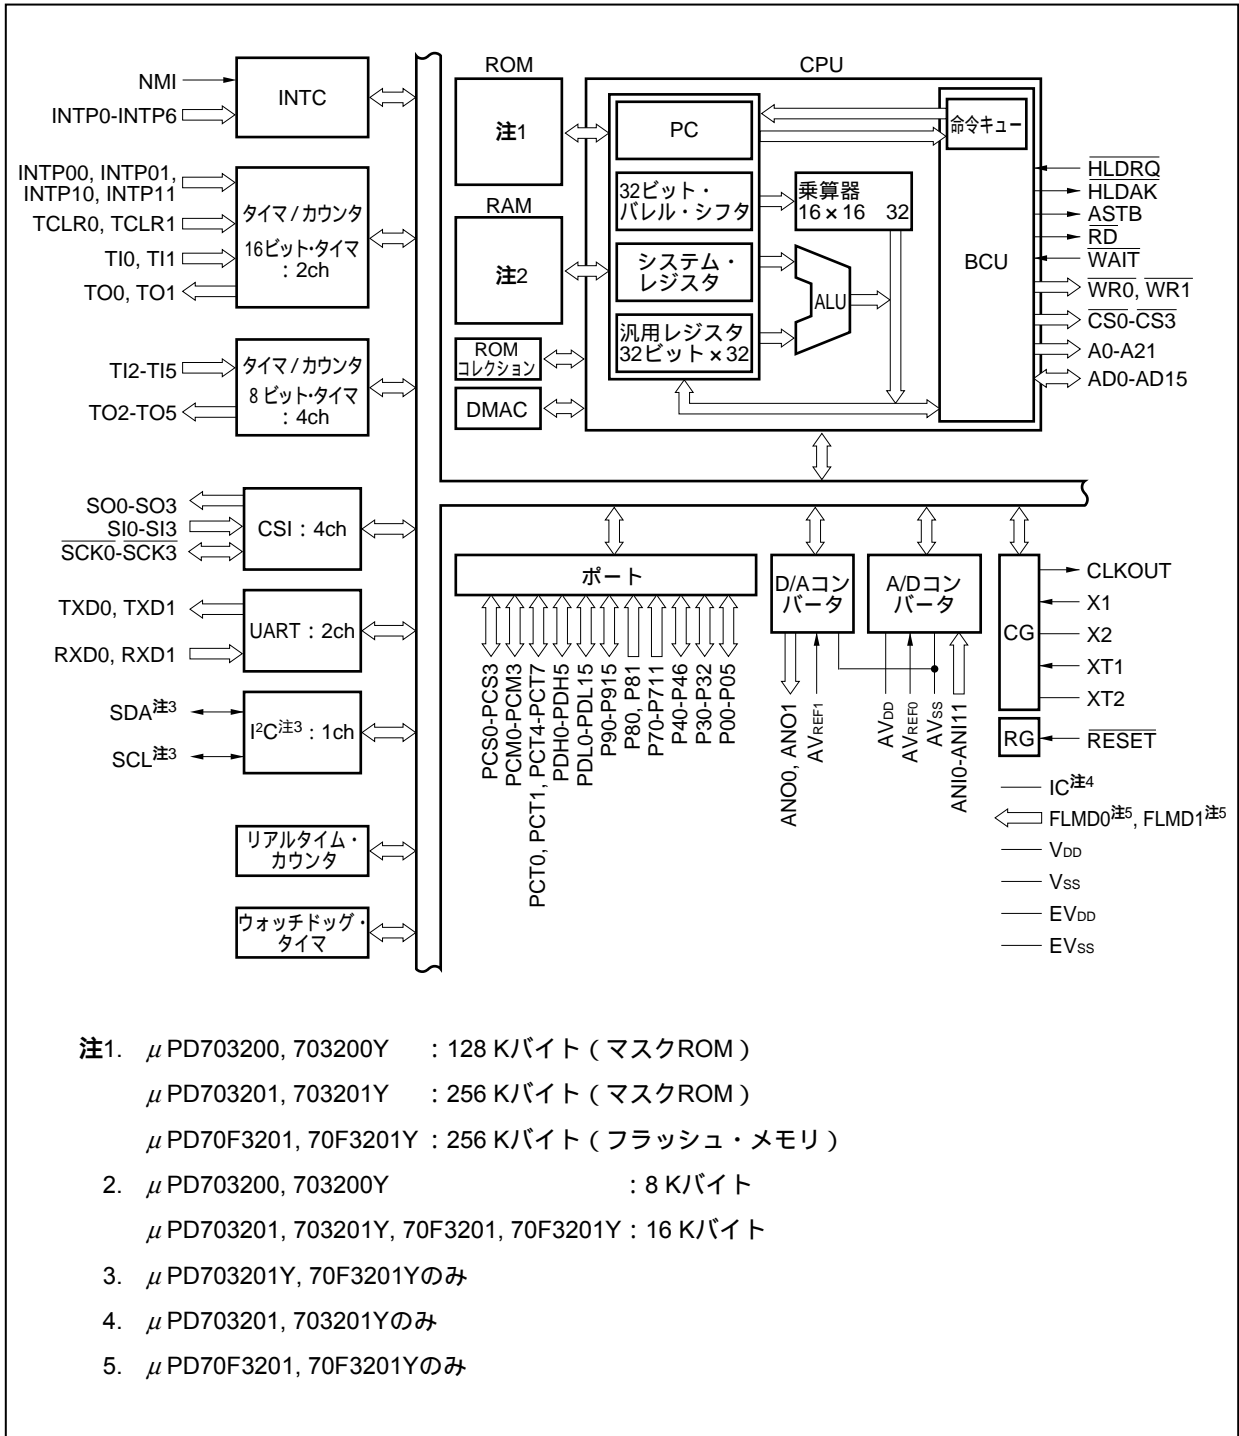 NMI
INTP0-INTP6
INTC
INTP00, INTP01,
INTP10, INTP11
TCLR0, TCLR1
TI0, TI1
TO0, TO1
タイマ/カウンタ
16ビット・タイマ
：2ch
TI2-TI5
TO2-TO5
タイマ/カウンタ
8ビット・タイマ
：4ch
SO0-SO3
SI0-SI3
SCK0-SCK3
CSI：4ch
TXD0, TXD1
RXD0, RXD1
UART：2ch
SDA注3
SCL注3
I²C注3：1ch
リアルタイム・
カウンタ
ウォッチドッグ・
タイマ
ROM
注1
RAM
注2
ROM
コレクション
DMAC
CPU
PC
32ビット・
バレル・シフタ
システム・
レジスタ
汎用レジスタ
32ビット×32
乗算器
16×16 32
ALU
命令キュー
BCU
HLDRQ
HLDAK
ASTB
RD
WAIT
WR0, WR1
CS0-CS3
A0-A21
AD0-AD15
ポート
PCS0-PCS3
PCM0-PCM3
PCT0, PCT1, PCT4-PCT7
PDH0-PDH5
PDL0-PDL15
P90-P915
P80, P81
P70-P711
P40-P46
P30-P32
P00-P05
D/Aコン
バータ
ANO0, ANO1
AVREF1
A/Dコン
バータ
AVDD
AVREF0
AVSS
ANI0-ANI11
CG
CLKOUT
X1
X2
XT1
XT2
RG
RESET
IC注4
FLMD0注5, FLMD1注5
VDD
VSS
EVDD
EVSS
注1. μPD703200, 703200Y ：128 Kバイト（マスクROM）
μPD703201, 703201Y ：256 Kバイト（マスクROM）
μPD70F3201, 70F3201Y：256 Kバイト（フラッシュ・メモリ）
2. μPD703200, 703200Y ：8 Kバイト
μPD703201, 703201Y, 70F3201, 70F3201Y：16 Kバイト
3. μPD703201Y, 70F3201Yのみ
4. μPD703201, 703201Yのみ
5. μPD70F3201, 70F3201Yのみ